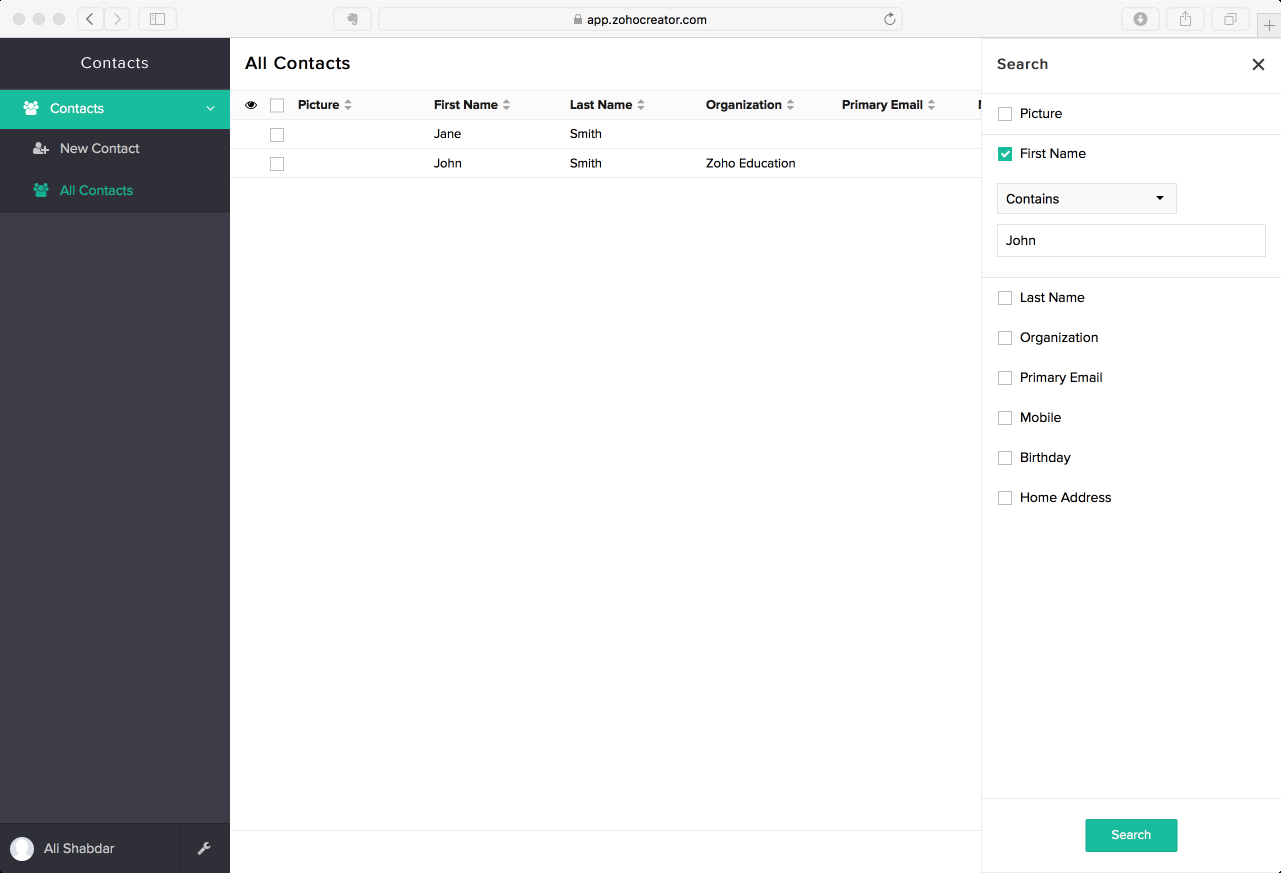 app.zohocreator.com
Contacts
Contacts
New Contact
All Contacts
Ali Shabdar
All Contacts
Picture First Name Last Name Organization Primary Email
Jane Smith
John Smith Zoho Education
Search
Picture
First Name
Contains
John
Last Name
Organization
Primary Email
Mobile
Birthday
Home Address
Search